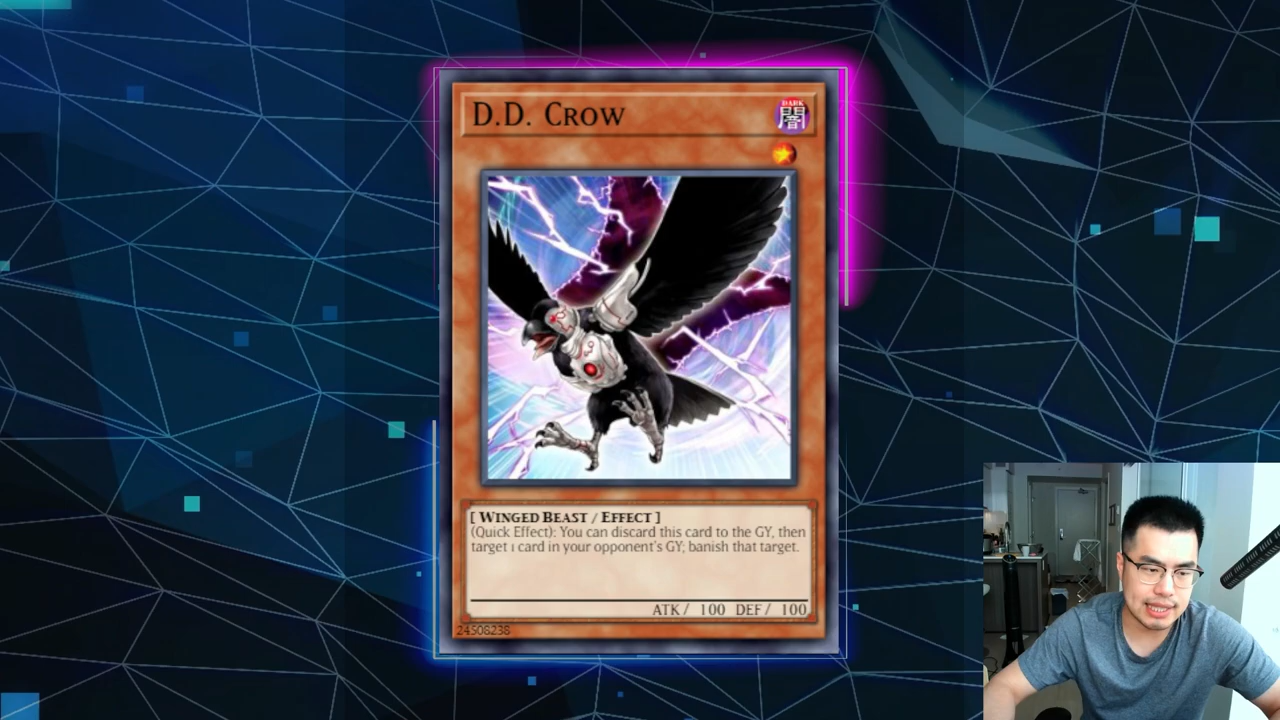 D.D. Crow
DARK
闇
[ Winged Beast / Effect ]
(Quick Effect): You can discard this card to the GY, then
target 1 card in your opponent's GY; banish that target.
ATK / 100 DEF / 100
24508238